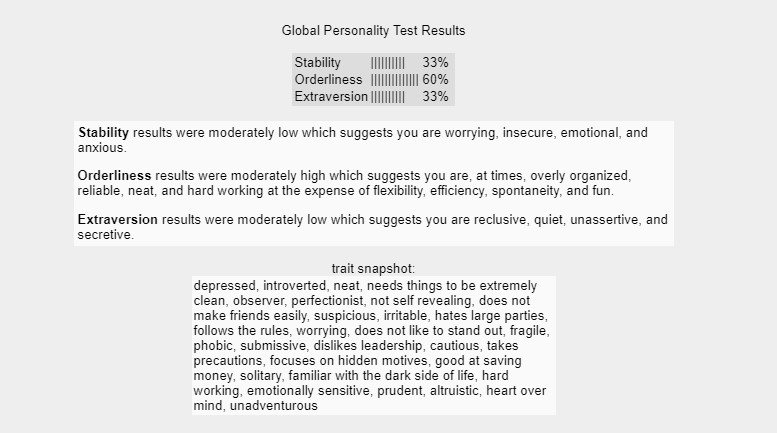 Global Personality Test Results
Stability |||||||||| 33%
Orderliness |||||||||||||| 60%
Extraversion |||||||||| 33%
Stability results were moderately low which suggests you are worrying, insecure, emotional, and
anxious.
Orderliness results were moderately high which suggests you are, at times, overly organized,
reliable, neat, and hard working at the expense of flexibility, efficiency, spontaneity, and fun.
Extraversion results were moderately low which suggests you are reclusive, quiet, unassertive, and
secretive.
trait snapshot:
depressed, introverted, neat, needs things to be extremely
clean, observer, perfectionist, not self revealing, does not
make friends easily, suspicious, irritable, hates large parties,
follows the rules, worrying, does not like to stand out, fragile,
phobic, submissive, dislikes leadership, cautious, takes
precautions, focuses on hidden motives, good at saving
money, solitary, familiar with the dark side of life, hard
working, emotionally sensitive, prudent, altruistic, heart over
mind, unadventurous